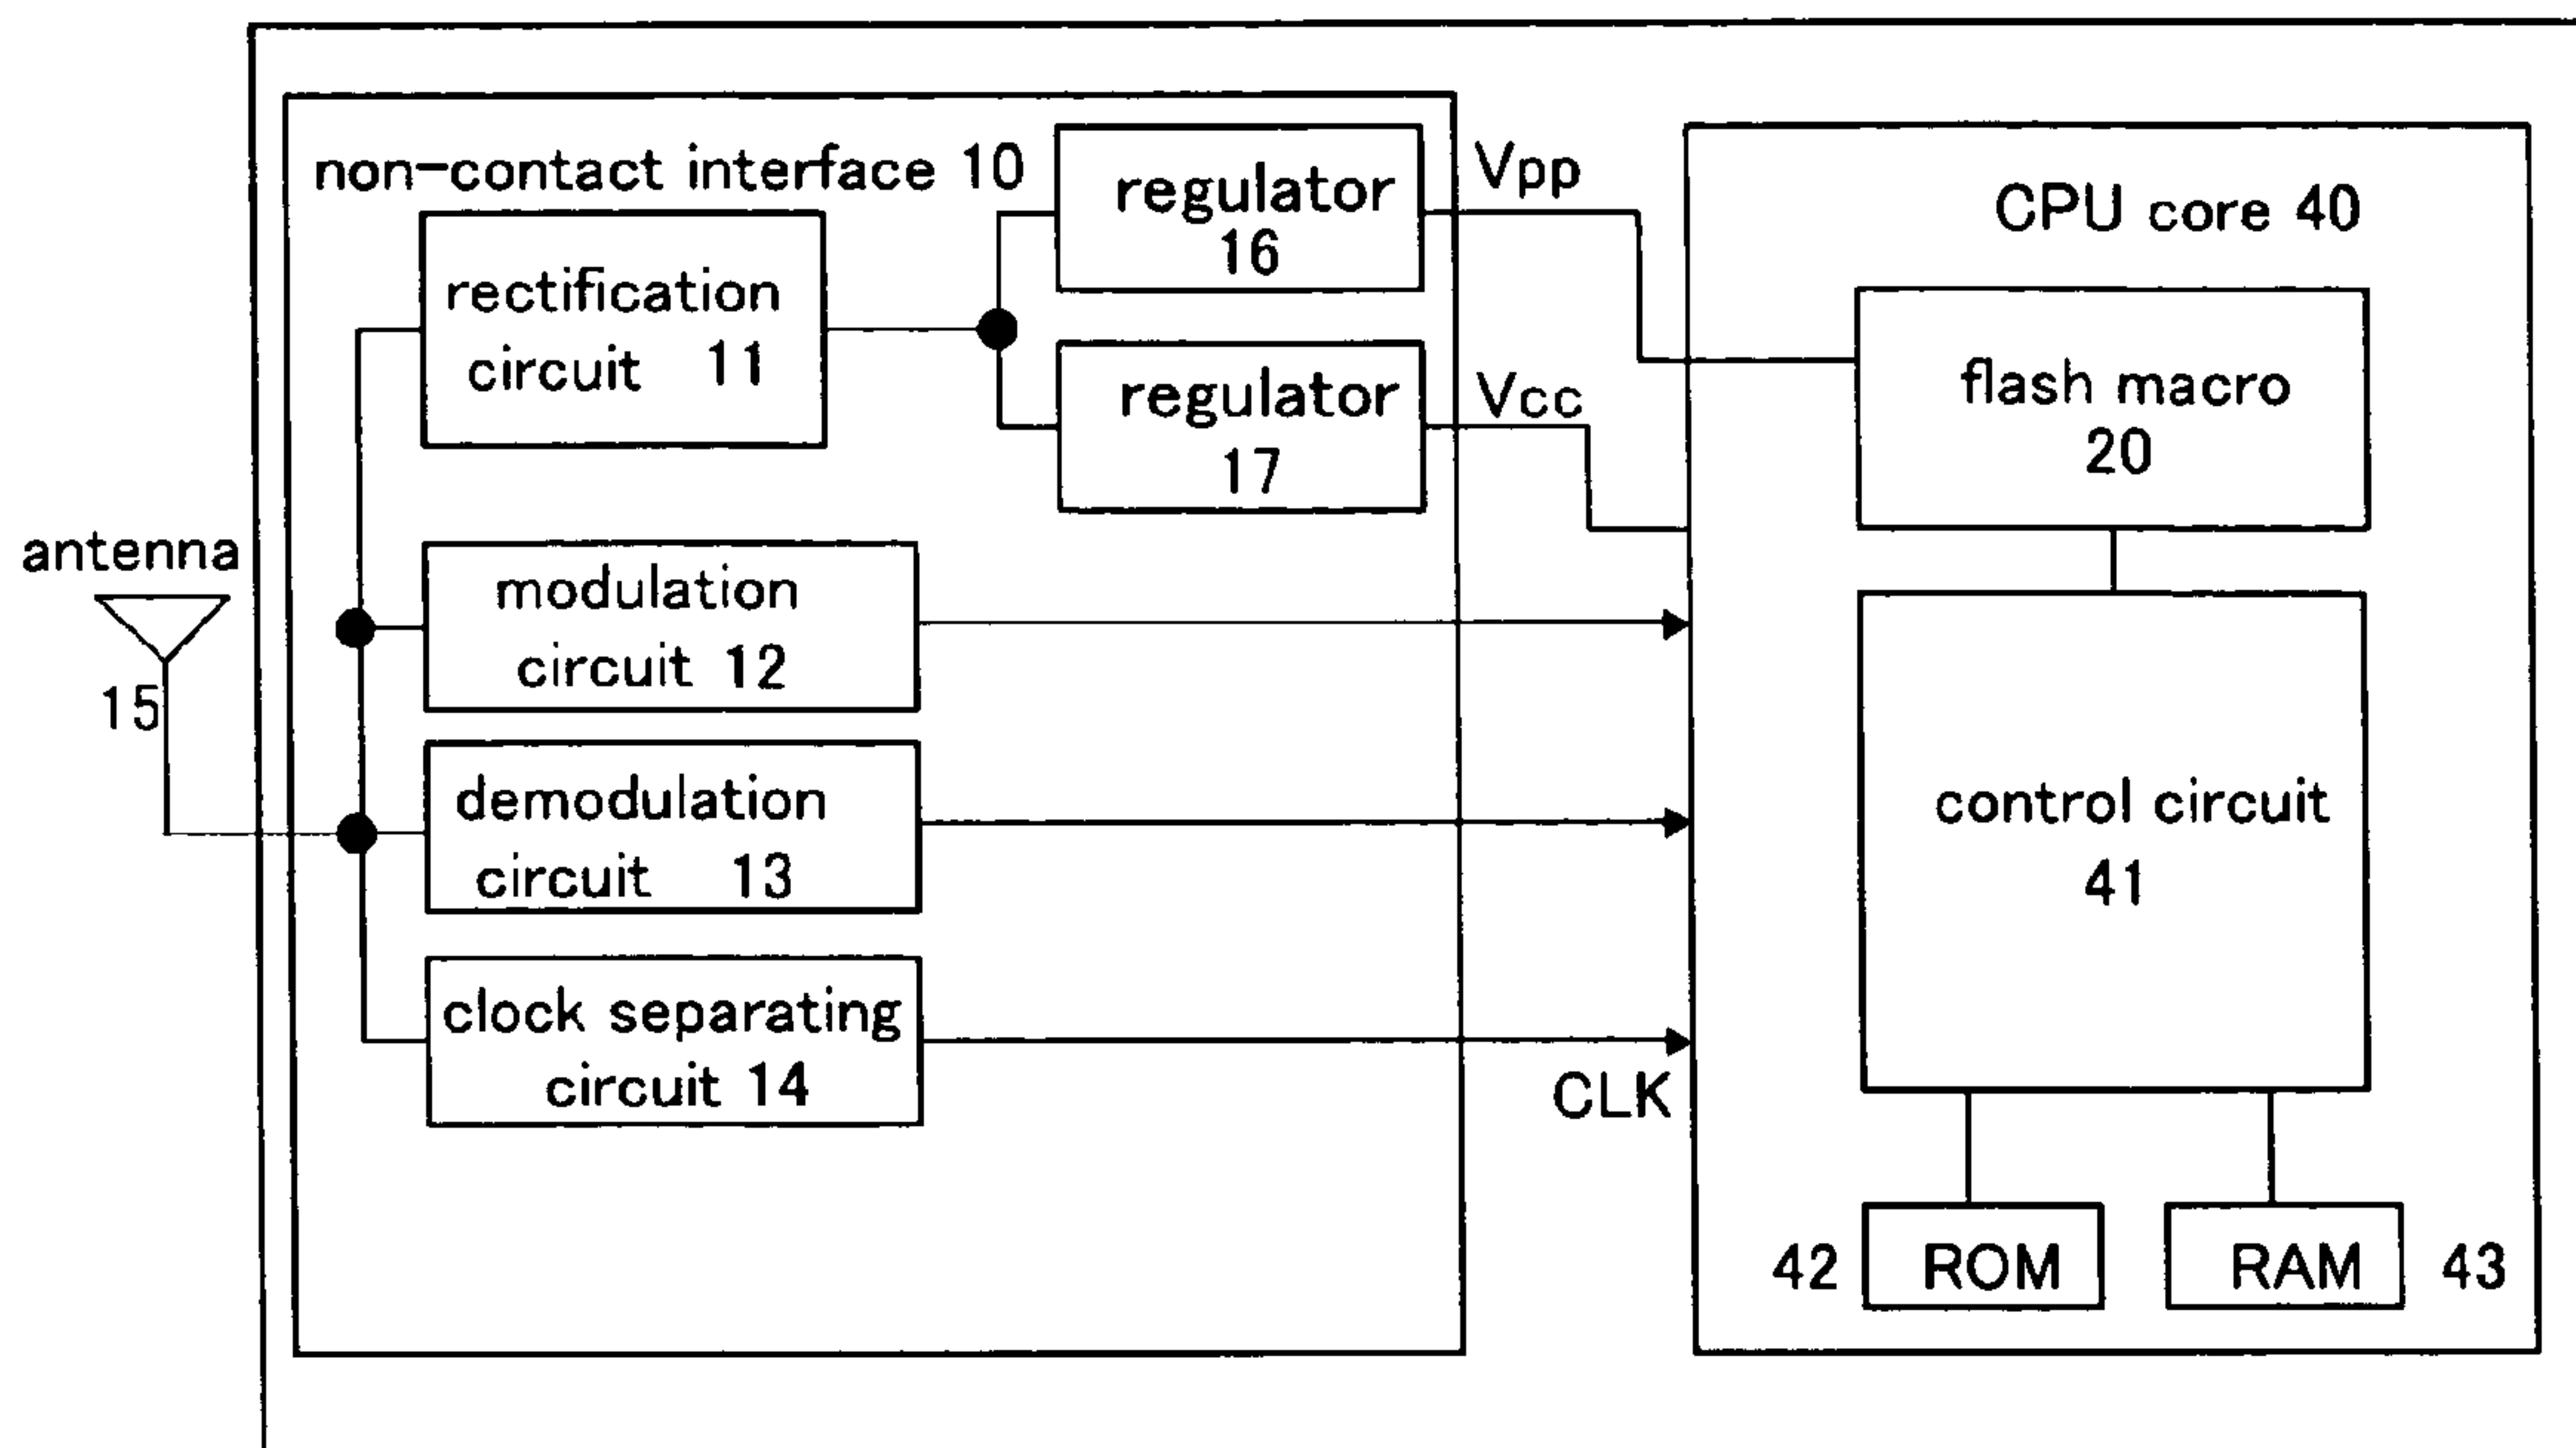 non-contact interface 10
rectification
circuit 11
regulator
16
regulator
17
Vpp
Vcc
antenna
15
modulation
circuit 12
demodulation
circuit 13
clock separating
circuit 14
CLK
CPU core 40
flash macro
20
control circuit
41
42
ROM
RAM
43